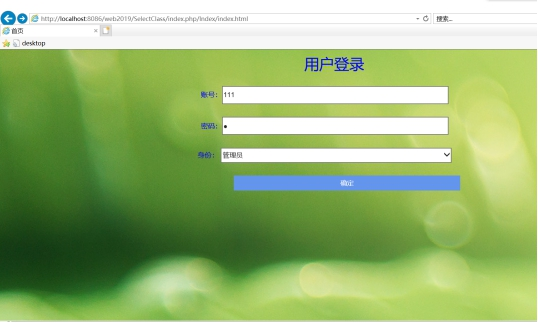 http://localhost:8086/web2019/SelectClass/index.php/Index/index.html
搜索...
首页
desktop
用户登录
账号: 111
密码: ●
身份: 管理员
确定